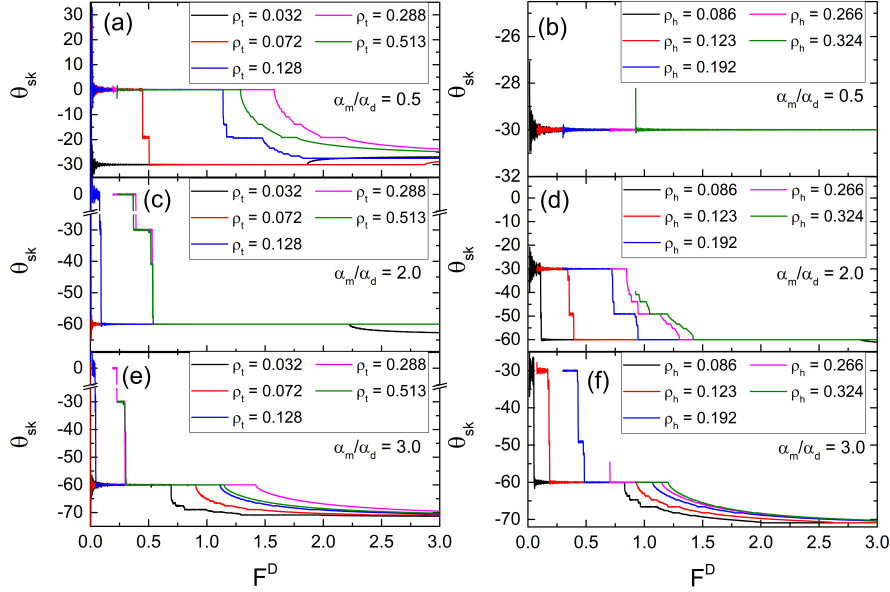 (a)
ρt = 0.032 ρt = 0.288
ρt = 0.072 ρt = 0.513
ρt = 0.128
αm/αd = 0.5
θsk
30
20
10
0
-10
-20
-30
(b)
ρh = 0.086 ρh = 0.266
ρh = 0.123 ρh = 0.324
ρh = 0.192
αm/αd = 0.5
θsk
-26
-28
-30
-32
(c)
ρt = 0.032 ρt = 0.288
ρt = 0.072 ρt = 0.513
ρt = 0.128
αm/αd = 2.0
θsk
0
-30
-40
-50
-60
(d)
ρh = 0.086 ρh = 0.266
ρh = 0.123 ρh = 0.324
ρh = 0.192
αm/αd = 2.0
θsk
0
-10
-20
-30
-40
-50
-60
(e)
ρt = 0.032 ρt = 0.288
ρt = 0.072 ρt = 0.513
ρt = 0.128
αm/αd = 3.0
θsk
0
-30
-40
-50
-60
-70
0.0 0.5 1.0 1.5 2.0 2.5 3.0
F^D
(f)
ρh = 0.086 ρh = 0.266
ρh = 0.123 ρh = 0.324
ρh = 0.192
αm/αd = 3.0
θsk
-30
-40
-50
-60
-70
0.0 0.5 1.0 1.5 2.0 2.5 3.0
F^D